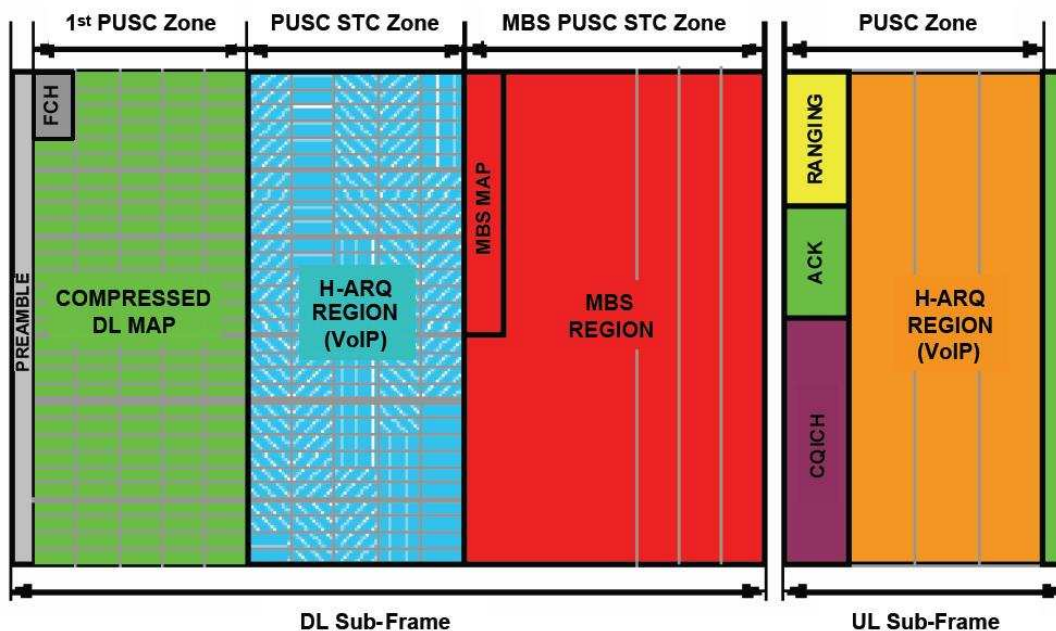 1st PUSC Zone
PUSC STC Zone
MBS PUSC STC Zone
PUSC Zone
PREAMBLE
FCH
COMPRESSED
DL MAP
H-ARQ
REGION
(VoIP)
MBS MAP
MBS
REGION
RANGING
ACK
CQICH
H-ARQ
REGION
(VoIP)
DL Sub-Frame
UL Sub-Frame